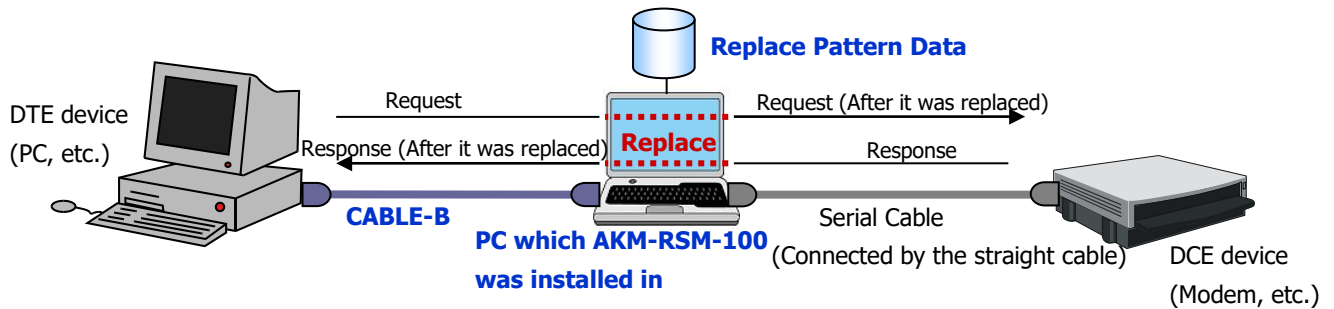 Replace Pattern Data
Request
Request (After it was replaced)
DTE device
(PC, etc.)
Replace
Response (After it was replaced)
Response
CABLE-B
Serial Cable
(Connected by the straight cable)
PC which AKM-RSM-100
was installed in
DCE device
(Modem, etc.)